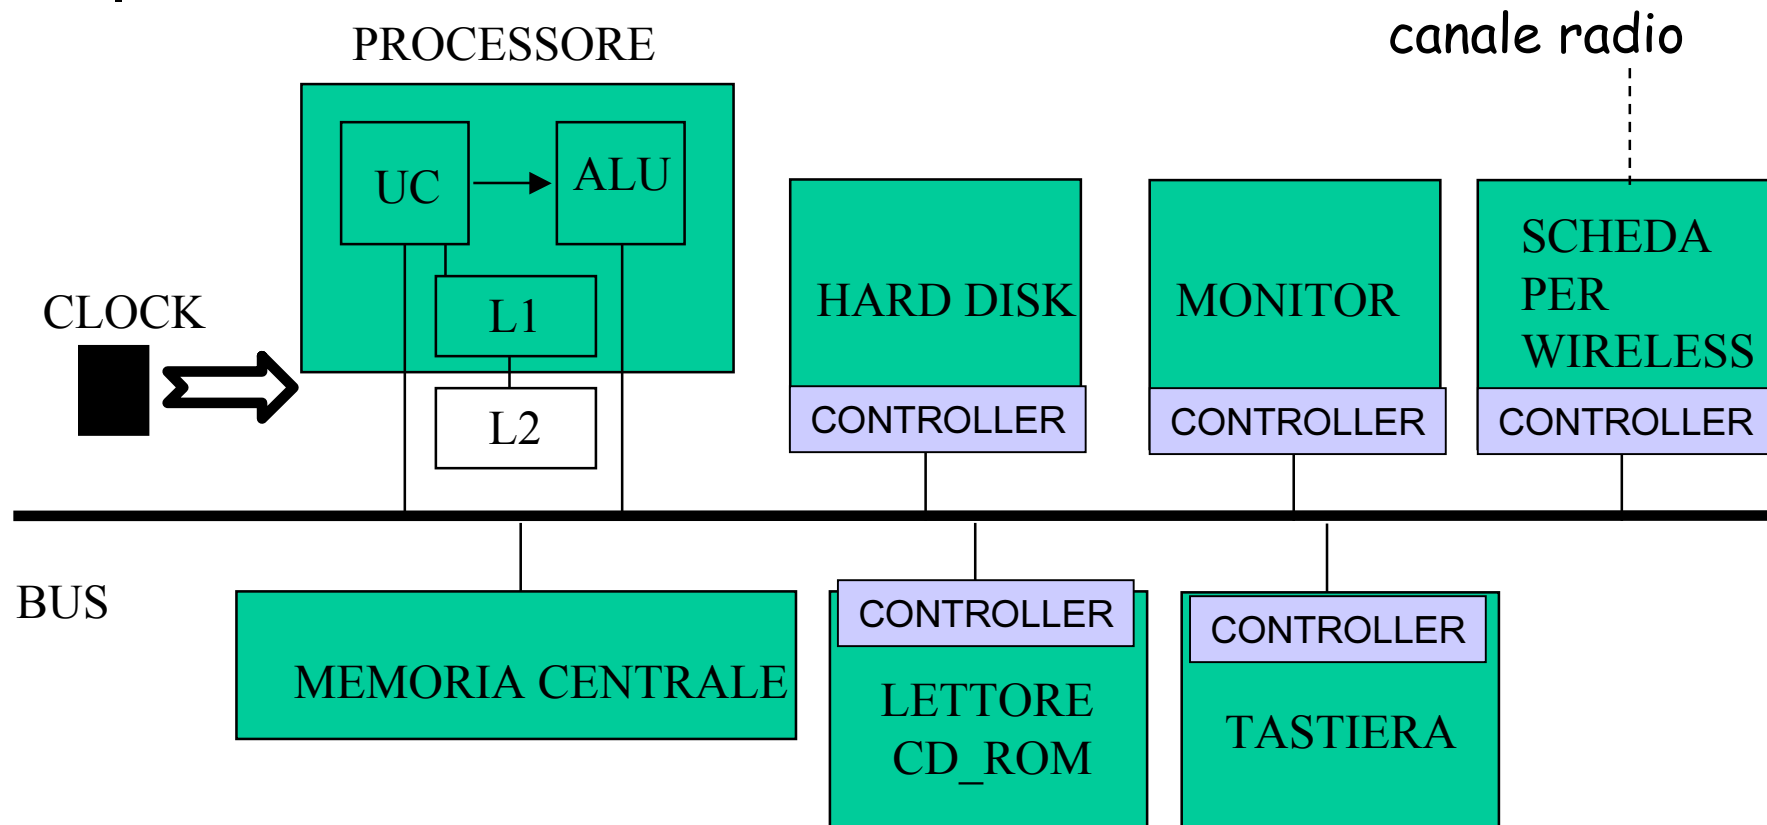 canale radio
PROCESSORE
UC
ALU
L1
L2
CLOCK
HARD DISK
CONTROLLER
MONITOR
CONTROLLER
SCHEDA
PER
WIRELESS
CONTROLLER
BUS
MEMORIA CENTRALE
CONTROLLER
LETTORE
CD_ROM
CONTROLLER
TASTIERA